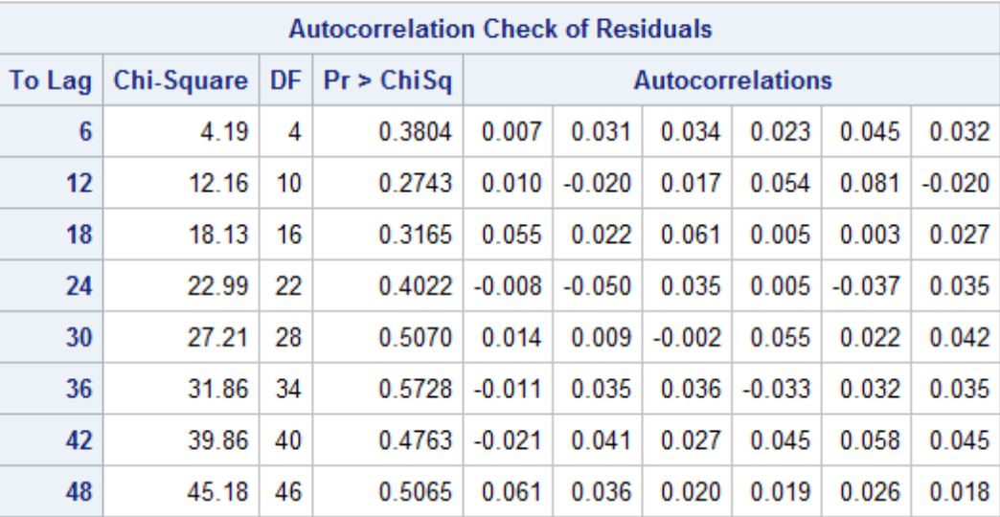 Autocorrelation Check of Residuals
To Lag Chi-Square DF Pr > ChiSq Autocorrelations
6 4.19 4 0.3804 0.007 0.031 0.034 0.023 0.045 0.032
12 12.16 10 0.2743 0.010 -0.020 0.017 0.054 0.081 -0.020
18 18.13 16 0.3165 0.055 0.022 0.061 0.005 0.003 0.027
24 22.99 22 0.4022 -0.008 -0.050 0.035 0.005 -0.037 0.035
30 27.21 28 0.5070 0.014 0.009 -0.002 0.055 0.022 0.042
36 31.86 34 0.5728 -0.011 0.035 0.036 -0.033 0.032 0.035
42 39.86 40 0.4763 -0.021 0.041 0.027 0.045 0.058 0.045
48 45.18 46 0.5065 0.061 0.036 0.020 0.019 0.026 0.018